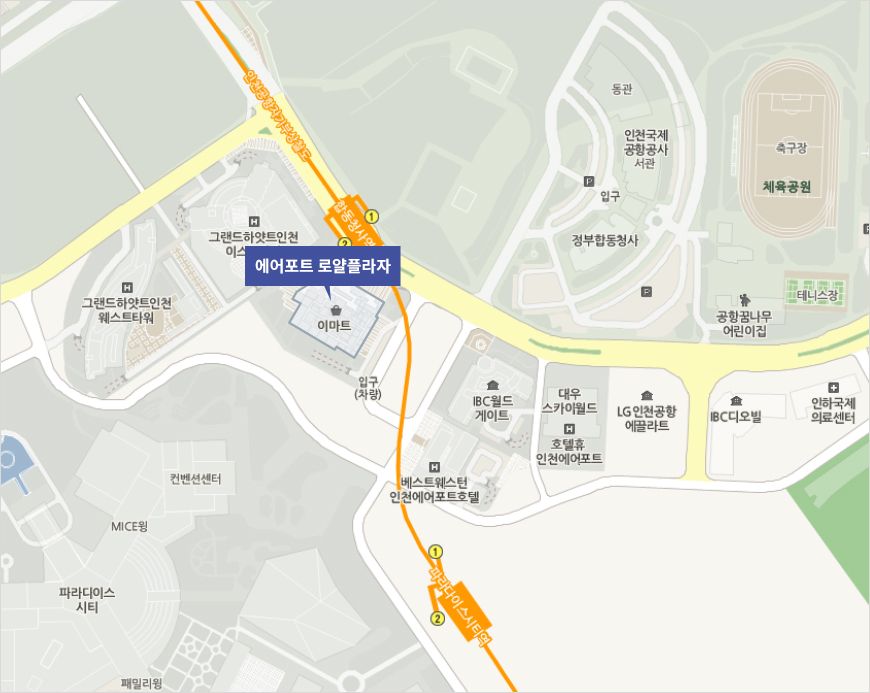 인천공항자기부상철도
동관
인천국제
공항공사
서관
축구장
체육공원
P
입구
합동청사역
1
2
H
그랜드하얏트인천
정부합동청사
에어포트 로얄플라자
H
그랜드하얏트인천
웨스트타워
P
테니스장
공항꿈나무
어린이집
이마트
입구
(차량)
IBC월드
게이트
대우
스카이월드
LG인천공항
에끌라트
IBC디오빌
인하국제
의료센터
H
호텔휴
인천에어포트
H
베스트웨스턴
인천에어포트호텔
컨벤션센터
MICE윙
1
파라다이스시티역
2
파라다이스
시티
패밀리윙